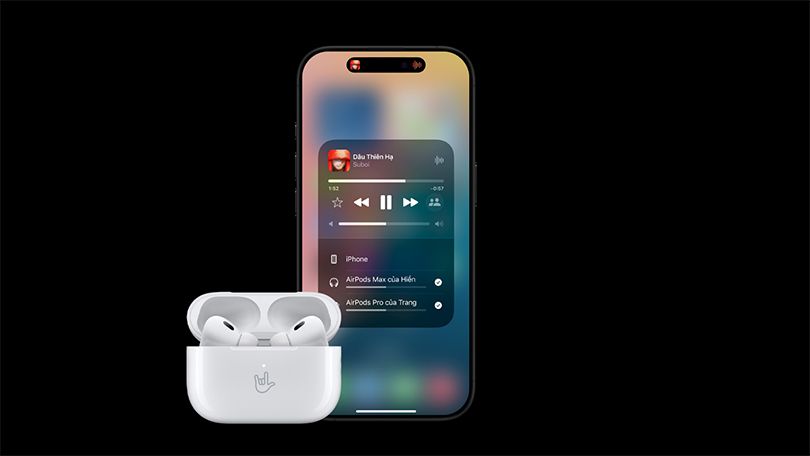 Dâu Thiên Hạ
Suboi
1:52
-0:57
iPhone
AirPods Max của Hiền
AirPods Pro của Trang